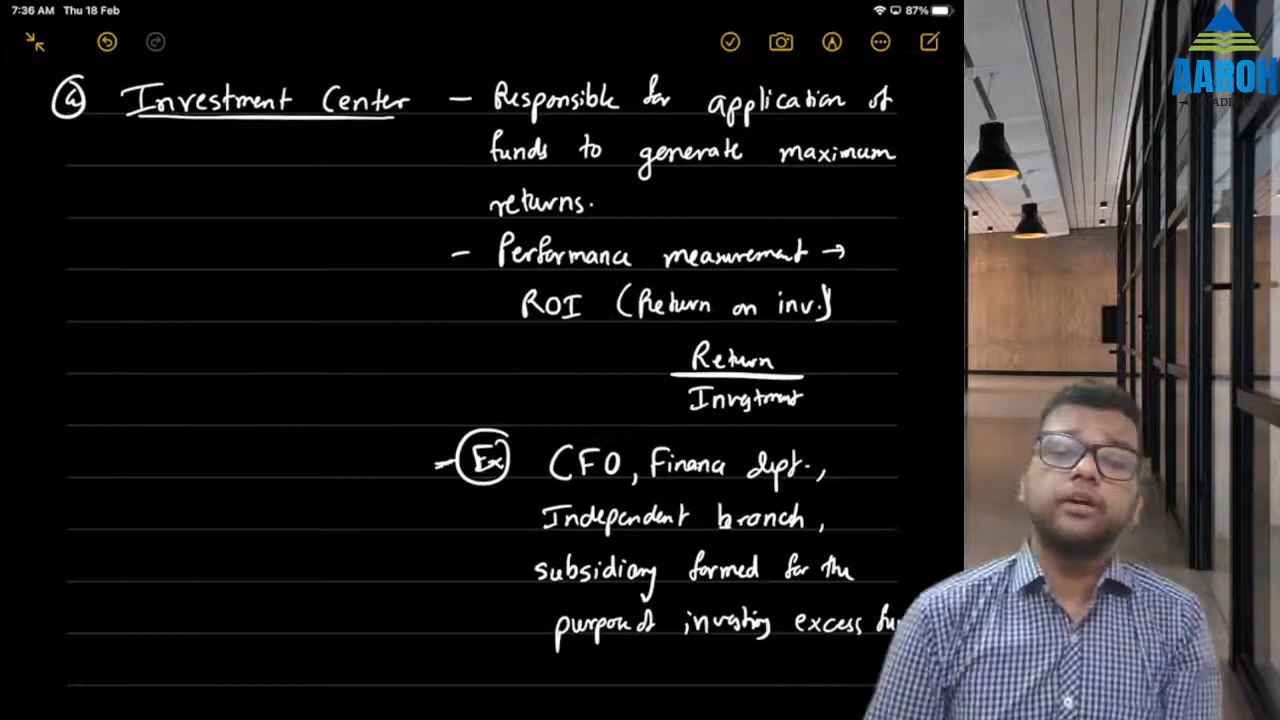 7:36 AM Thu 18 Feb
87%
AAROH
4 Investment Center - Responsible for application of
funds to generate maximum
returns.
- Performance measurement →
ROI (Return on inv.)
Return
Investment
- Ex CFO, Finance dept.,
Independent branch,
subsidiary formed for the
purpose of investing excess